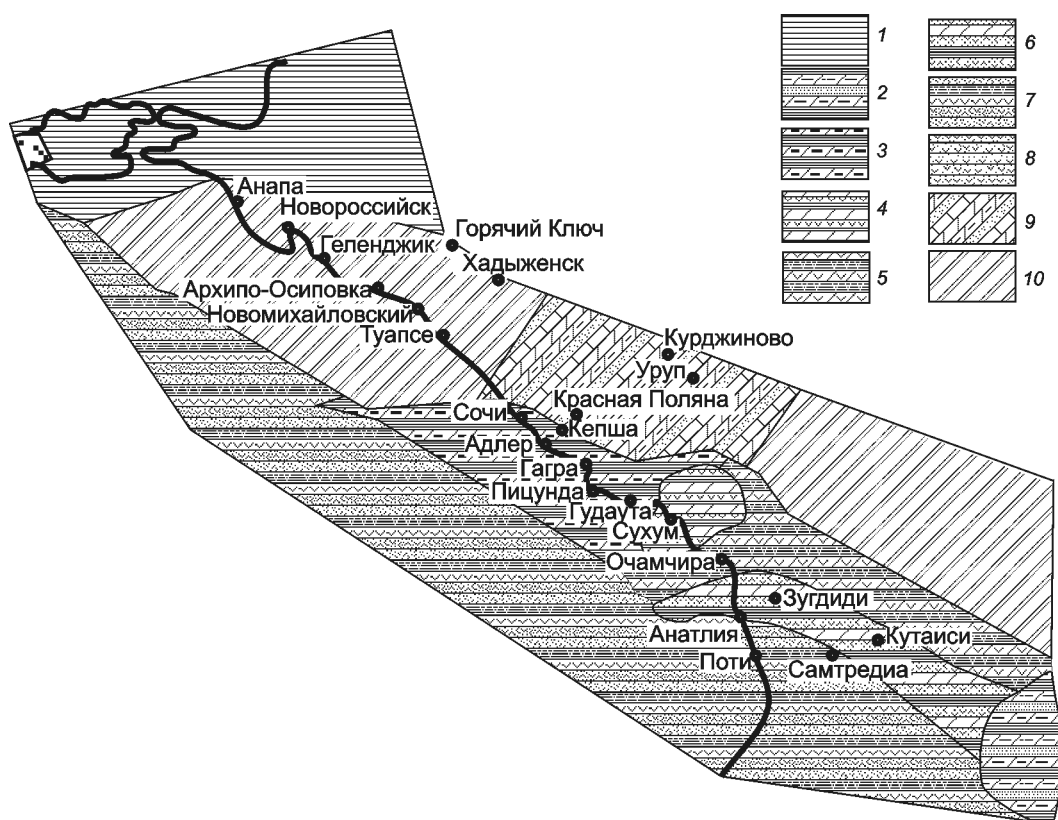 1
6
2
7
3
8
4
9
5
10
Анапа
Новороссийск
Геленджик
Горячий Ключ
Хадыженск
Архипо-Осиповка
Новомихайловский
Туапсе
Курджиново
Уруп
Красная Поляна
Сочи
Кепша
Адлер
Гагра
Пицунда
Гудаута
Сухум
Очамчира
Зугдиди
Анатлия
Кутаиси
Поти
Самтредиа